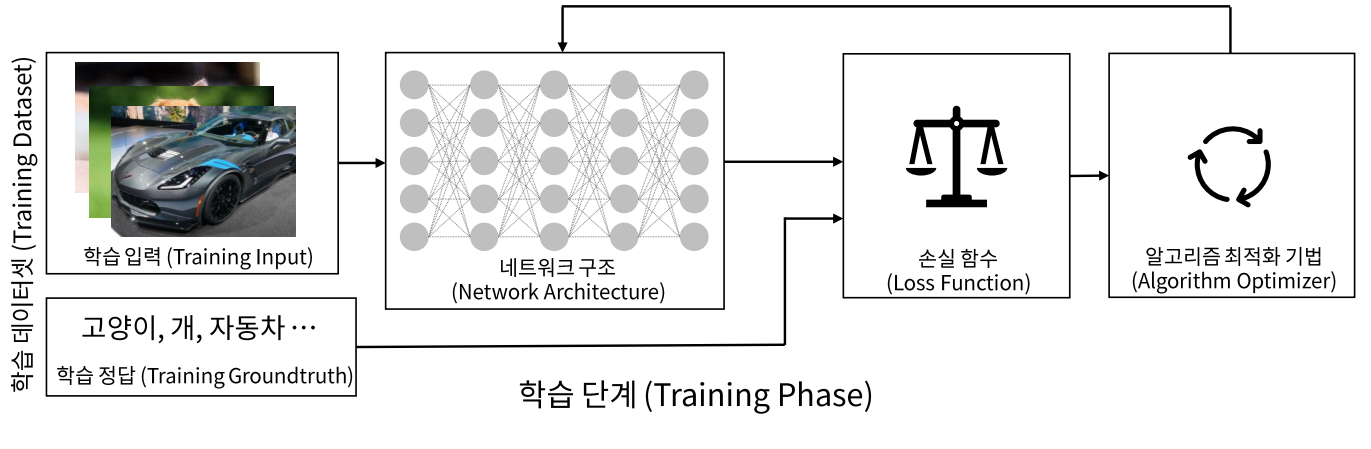 학습 데이터셋 (Training Dataset)
학습 입력 (Training Input)
고양이, 개, 자동차 …
학습 정답 (Training Groundtruth)
네트워크 구조
(Network Architecture)
손실 함수
(Loss Function)
알고리즘 최적화 기법
(Algorithm Optimizer)
학습 단계 (Training Phase)